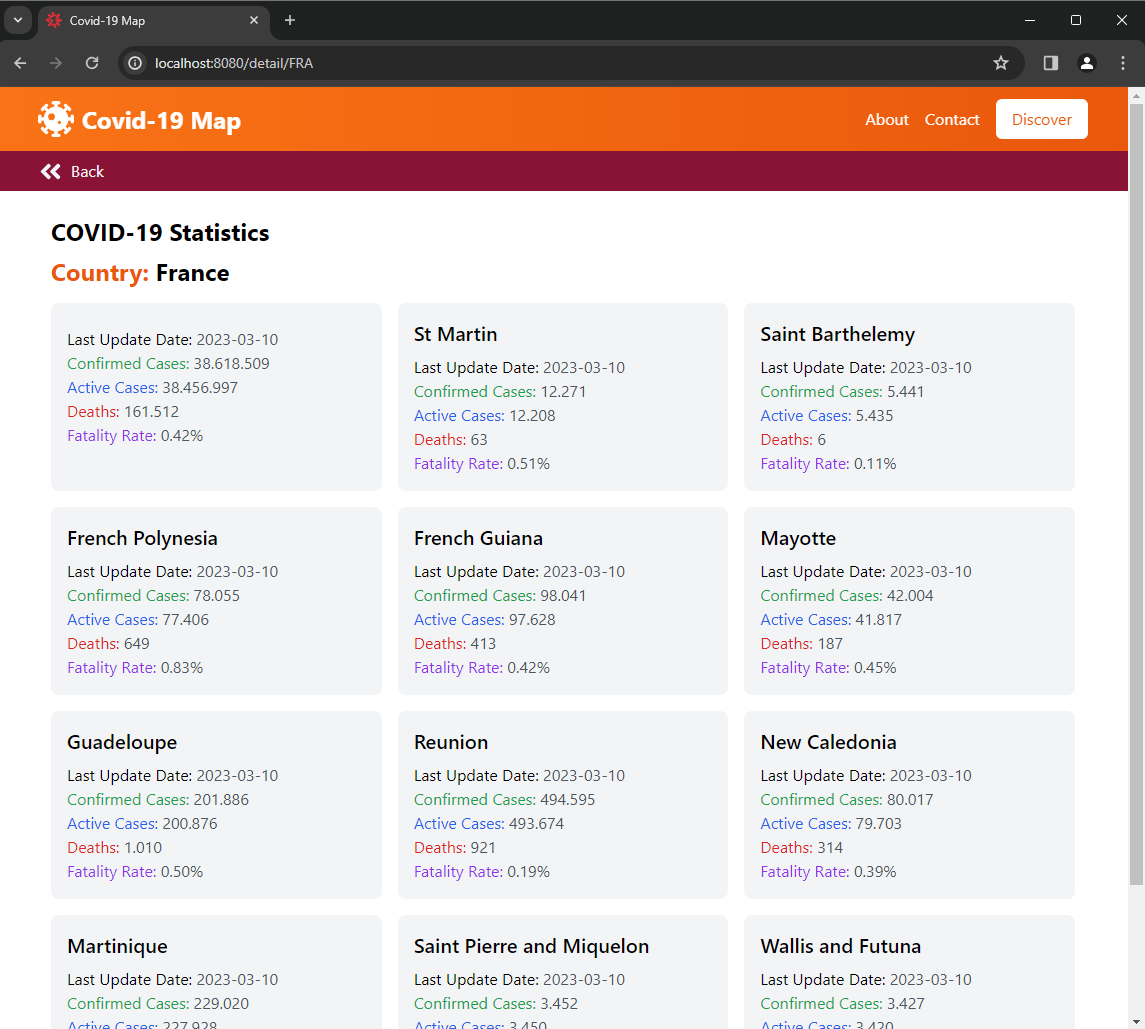 Covid-19 Map
localhost:8080/detail/FRA
Covid-19 Map
About Contact Discover
Back
COVID-19 Statistics
Country: France
Last Update Date: 2023-03-10
Confirmed Cases: 38.618.509
Active Cases: 38.456.997
Deaths: 161.512
Fatality Rate: 0.42%
St Martin
Last Update Date: 2023-03-10
Confirmed Cases: 12.271
Active Cases: 12.208
Deaths: 63
Fatality Rate: 0.51%
Saint Barthelemy
Last Update Date: 2023-03-10
Confirmed Cases: 5.441
Active Cases: 5.435
Deaths: 6
Fatality Rate: 0.11%
French Polynesia
Last Update Date: 2023-03-10
Confirmed Cases: 78.055
Active Cases: 77.406
Deaths: 649
Fatality Rate: 0.83%
French Guiana
Last Update Date: 2023-03-10
Confirmed Cases: 98.041
Active Cases: 97.628
Deaths: 413
Fatality Rate: 0.42%
Mayotte
Last Update Date: 2023-03-10
Confirmed Cases: 42.004
Active Cases: 41.817
Deaths: 187
Fatality Rate: 0.45%
Guadeloupe
Last Update Date: 2023-03-10
Confirmed Cases: 201.886
Active Cases: 200.876
Deaths: 1.010
Fatality Rate: 0.50%
Reunion
Last Update Date: 2023-03-10
Confirmed Cases: 494.595
Active Cases: 493.674
Deaths: 921
Fatality Rate: 0.19%
New Caledonia
Last Update Date: 2023-03-10
Confirmed Cases: 80.017
Active Cases: 79.703
Deaths: 314
Fatality Rate: 0.39%
Martinique
Last Update Date: 2023-03-10
Confirmed Cases: 229.020
Active Cases: 227.928
Saint Pierre and Miquelon
Last Update Date: 2023-03-10
Confirmed Cases: 3.452
Active Cases: 3.450
Wallis and Futuna
Last Update Date: 2023-03-10
Confirmed Cases: 3.427
Active Cases: 3.420